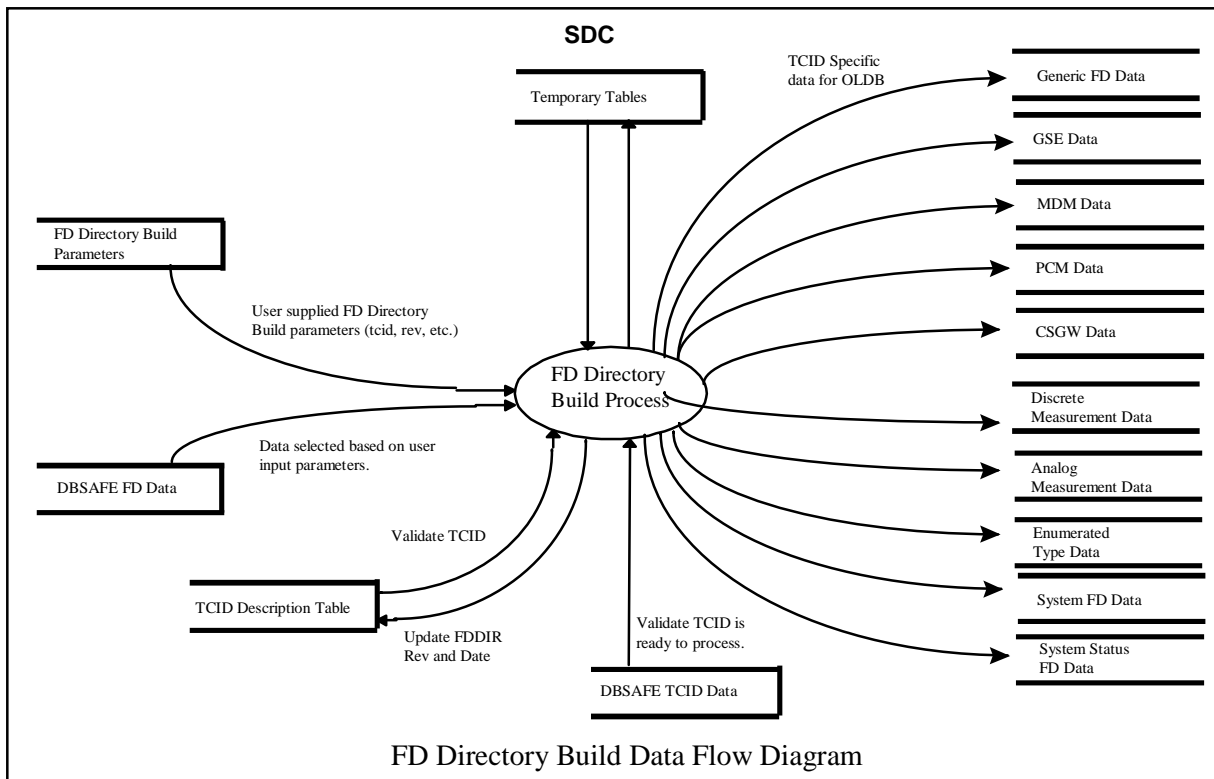 SDC
Temporary Tables
TCID Specific
data for OLDB
Generic FD Data
GSE Data
MDM Data
PCM Data
CSGW Data
Discrete
Measurement Data
Analog
Measurement Data
Enumerated
Type Data
System FD Data
System Status
FD Data
FD Directory Build
Parameters
User supplied FD Directory
Build parameters (tcid, rev, etc.)
FD Directory
Build Process
Data selected based on user
input parameters.
DBSAFE FD Data
Validate TCID
TCID Description Table
Update FDDIR
Rev and Date
Validate TCID is
ready to process.
DBSAFE TCID Data
FD Directory Build Data Flow Diagram